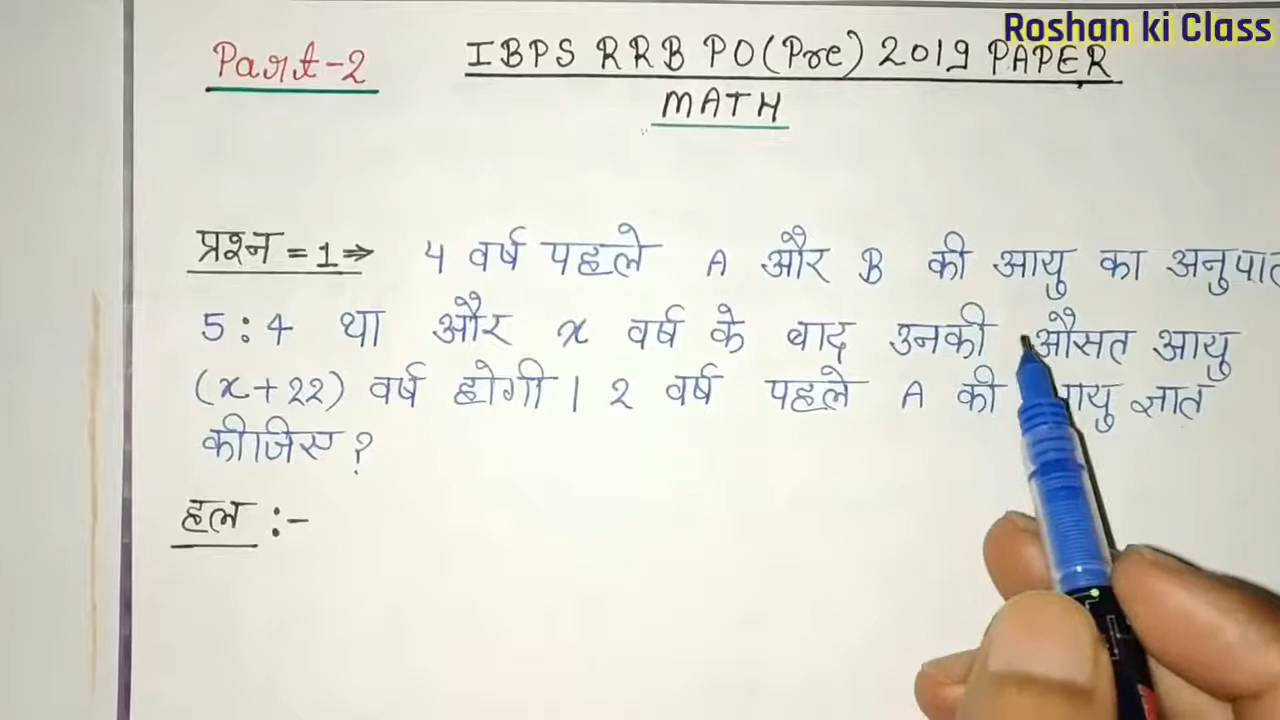 Roshan ki Class
Part-2 IBPS RRB PO(Pre) 2019 PAPER
MATH
प्रश्न = 1 ⇒ 4 वर्ष पहले A और B की आयु का अनुपात
5 : 4 था और x वर्ष के बाद उनकी औसत आयु
(x + 22) वर्ष होगी । 2 वर्ष पहले A की आयु ज्ञात
कीजिस ?
हल :-